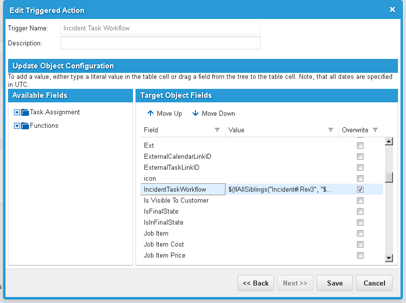 Edit Triggered Action
Trigger Name: Incident Task Workflow
Description:
Update Object Configuration
To add a value, either type a literal value in the table cell or drag a field from the tree to the table cell. Note, that all dates are specified
in UTC.
Available Fields
Target Object Fields
Task.Assignment
Functions
Move Up Move Down
Field Value Overwrite
Ext
ExternalCalendarLinkID
ExternalTaskLinkID
icon
IncidentTaskWorkflow $(IfAllSiblings("Incident#.Rev3", "$...
Is Visible To Customer
IsFinalState
IsInFinalState
Job Item
Job Item Cost
Job Item Price
<< Back Next >> Save Cancel